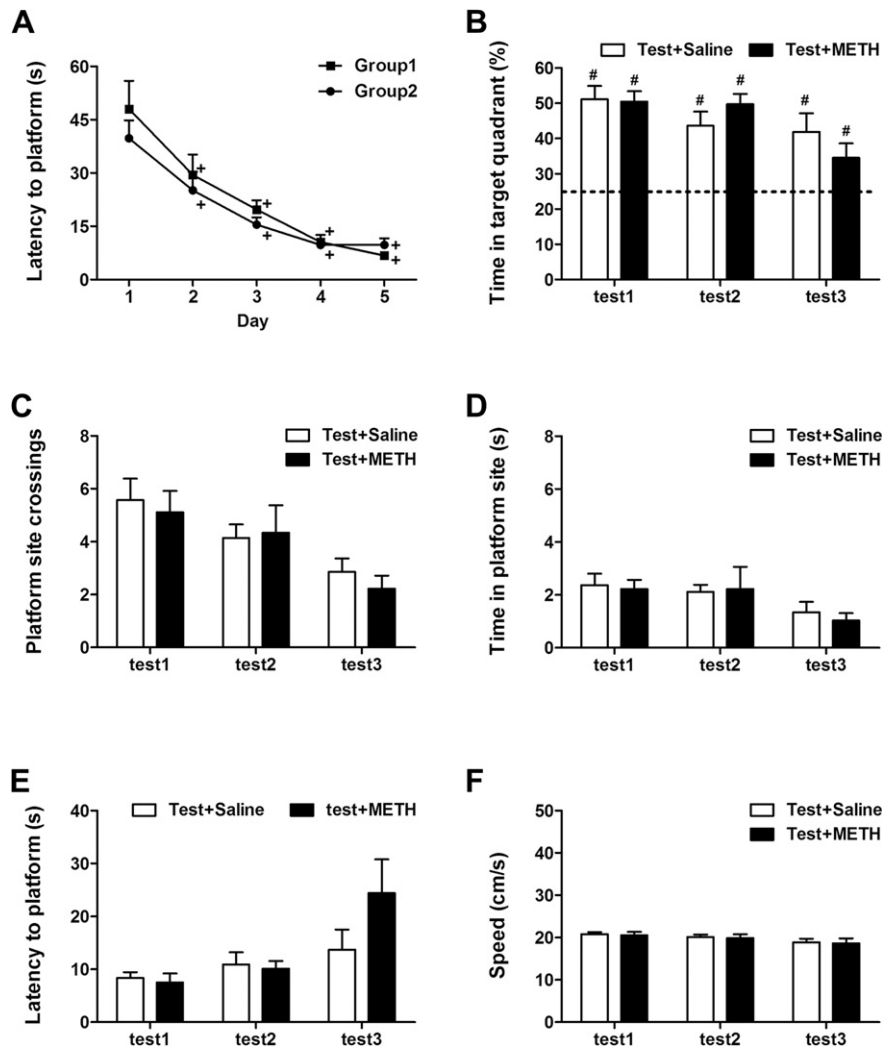 A
Latency to platform (s)
60
45
30
15
0
Group1
Group2
+
+
+
+
+
+
+
+
1 2 3 4 5
Day
B
Time in target quadrant (%)
Test+Saline Test+METH
60
50
40
30
20
10
0
# # # # # #
test1 test2 test3
C
Platform site crossings
8
6
4
2
0
Test+Saline
Test+METH
test1 test2 test3
D
Time in platform site (s)
8
6
4
2
0
Test+Saline
Test+METH
test1 test2 test3
E
Latency to platform (s)
40
30
20
10
0
Test+Saline test+METH
test1 test2 test3
F
Speed (cm/s)
50
40
30
20
10
0
Test+Saline
Test+METH
test1 test2 test3